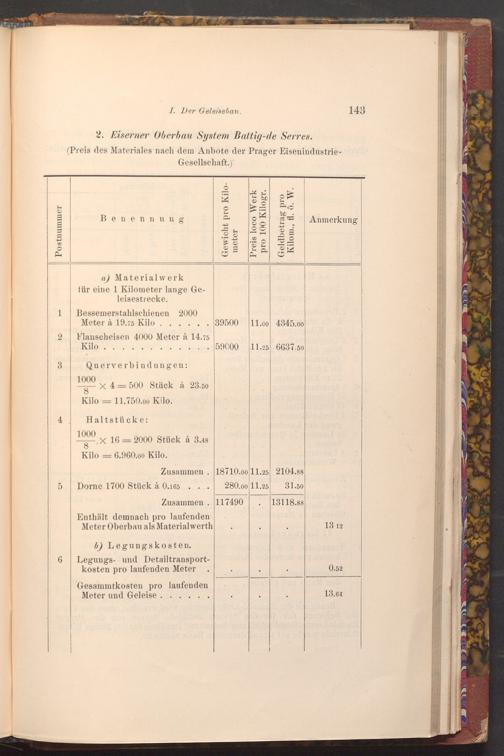 I. Der Geleisebau. 143
2. Eiserner Oberbau System Battig-de Serres.
(Preis des Materiales nach dem Anbote der Prager Eisenindustrie-
Gesellschaft.)
Postnummer
Benennung
Gewicht pro Kilo-
meter
Preis loco Werk
pro 100 Kilogr.
Geldbetrag pro
Kilom., fl. ö. W.
Anmerkung
a) Materialwerk
für eine 1 Kilometer lange Ge-
leisestrecke.
1 Bessemerstahlschienen 2000
Meter à 19.75 Kilo . . . . . . 39500 11.00 4345.00
2 Flanscheisen 4000 Meter à 14.75
Kilo . . . . . . . . . . . . 59000 11.25 6637.50
3 Querverbindungen:
1000/8 × 4 = 500 Stück à 23.50
Kilo = 11,750.00 Kilo.
4 Haltstücke:
1000/8 × 16 = 2000 Stück à 3.48
Kilo = 6,960.00 Kilo.
Zusammen . 18710.00 11.25 2104.88
5 Dorne 1700 Stück à 0.165 . . . 280.00 11.25 31.50
Zusammen . 117490 . 13118.88
Enthält demnach pro laufenden
Meter Oberbau als Materialwerth . . . 13 12
b) Legungskosten.
6 Legungs- und Detailtransport-
kosten pro laufenden Meter . . . . 0.52
Gesammtkosten pro laufenden
Meter und Geleise . . . . . . . . . 13.64